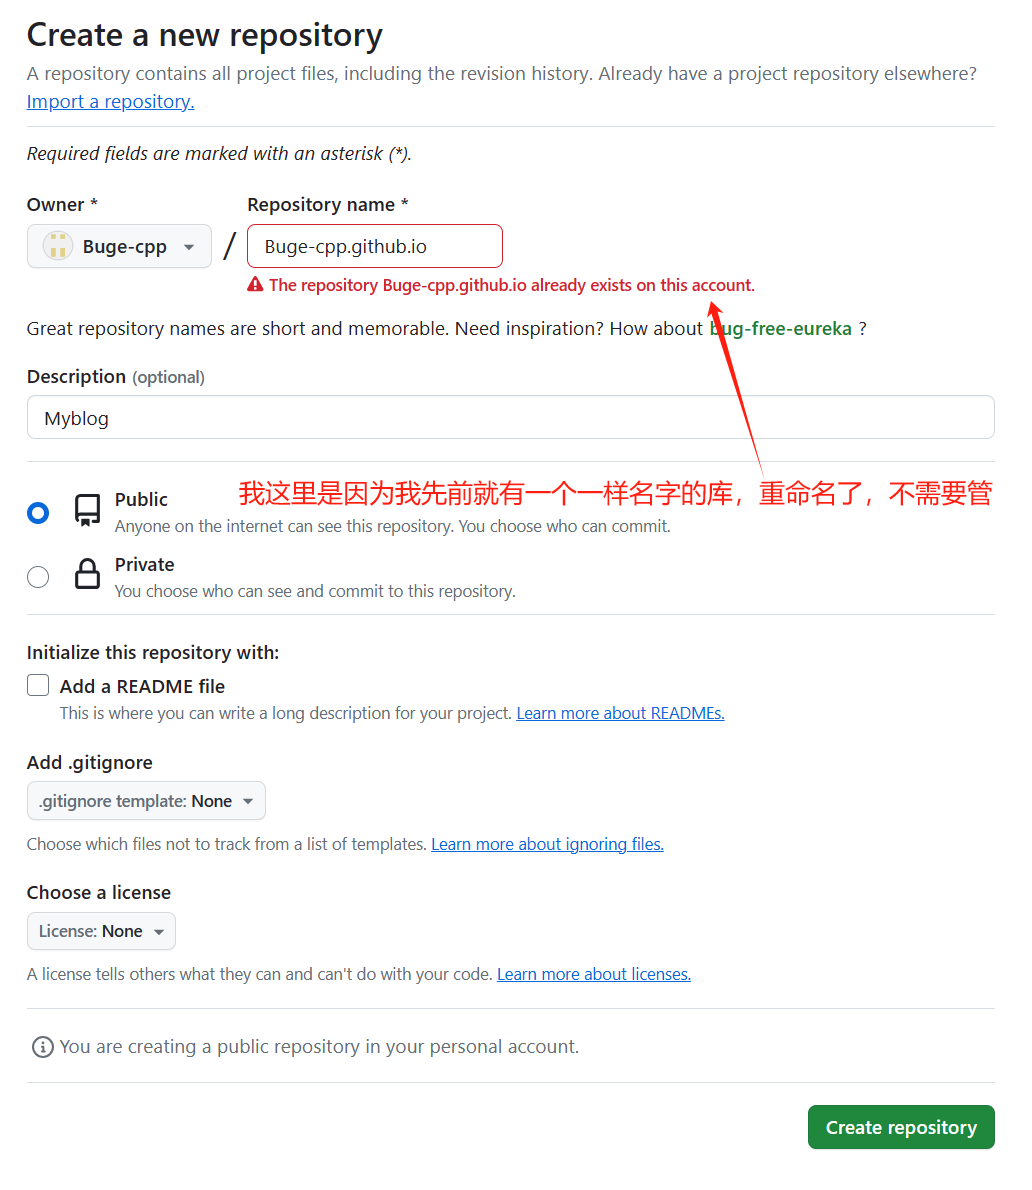 Create a new repository
A repository contains all project files, including the revision history. Already have a project repository elsewhere?
Import a repository.
Required fields are marked with an asterisk (*).
Owner *
Repository name *
Buge-cpp
/
Buge-cpp.github.io
The repository Buge-cpp.github.io already exists on this account.
Great repository names are short and memorable. Need inspiration? How about bug-free-eureka ?
Description (optional)
Myblog
Public
我这里是因为我先前就有一个一样名字的库，重命名了，不需要管
Anyone on the internet can see this repository. You choose who can commit.
Private
You choose who can see and commit to this repository.
Initialize this repository with:
Add a README file
This is where you can write a long description for your project. Learn more about READMEs.
Add .gitignore
.gitignore template: None
Choose which files not to track from a list of templates. Learn more about ignoring files.
Choose a license
License: None
A license tells others what they can and can't do with your code. Learn more about licenses.
You are creating a public repository in your personal account.
Create repository